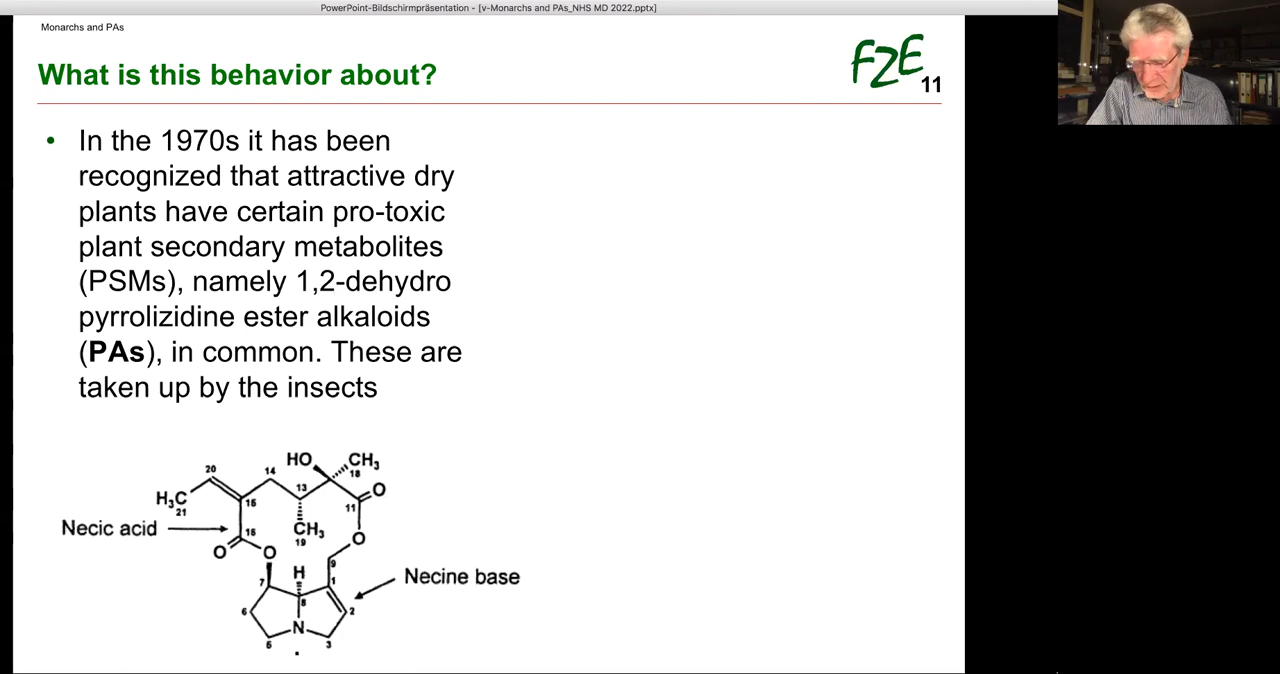 PowerPoint-Bildschirmpräsentation - [v-Monarchs and PAs_NHS MD 2022.pptx]
Monarchs and PAs
What is this behavior about?
FZE
11
• In the 1970s it has been
recognized that attractive dry
plants have certain pro-toxic
plant secondary metabolites
(PSMs), namely 1,2-dehydro
pyrrolizidine ester alkaloids
(PAs), in common. These are
taken up by the insects
HO
CH3
18
20
14
13
H3C
21
15
11
O
Necic acid
15
CH3
19
O
O
O
9
H
7
1
Necine base
8
6
2
N
5
3